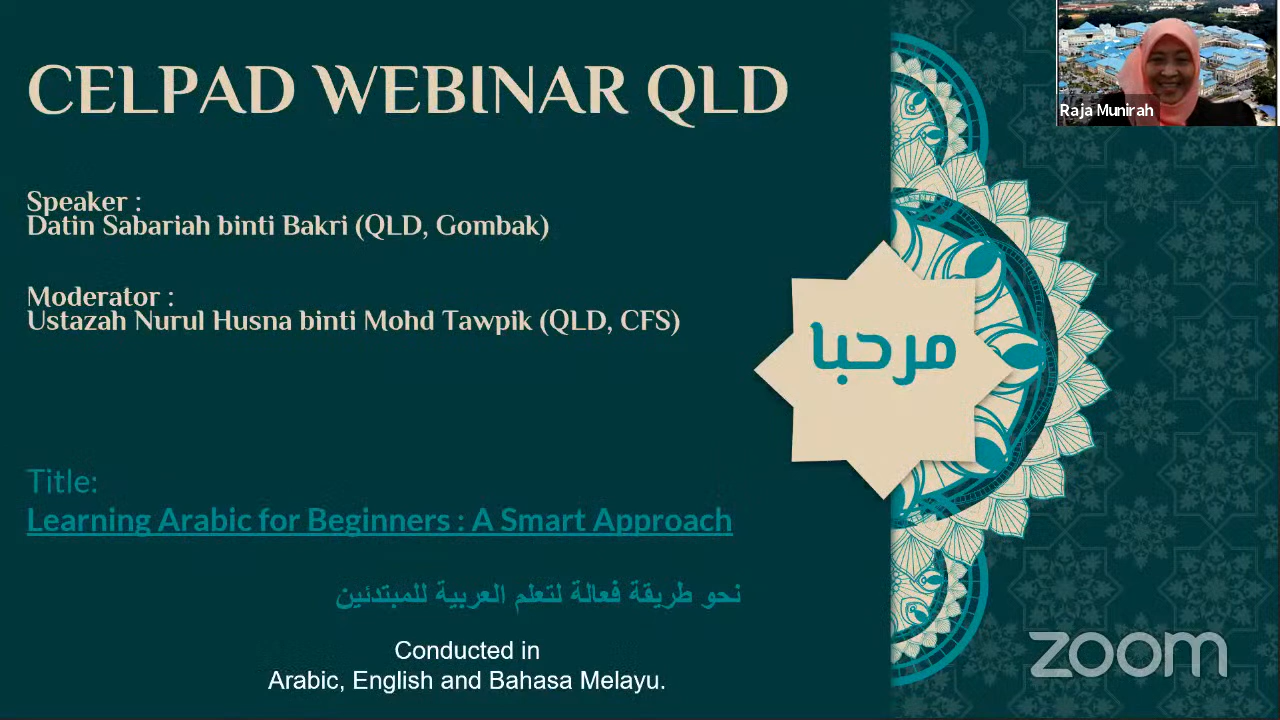 CELPAD WEBINAR QLD
Raja Munirah
Speaker :
Datin Sabariah binti Bakri (QLD, Gombak)
Moderator :
Ustazah Nurul Husna binti Mohd Tawpik (QLD, CFS)
مرحبا
Title:
Learning Arabic for Beginners : A Smart Approach
نحو طريقة فعالة لتعلم العربية للمبتدئين
Conducted in
Arabic, English and Bahasa Melayu.
zoom